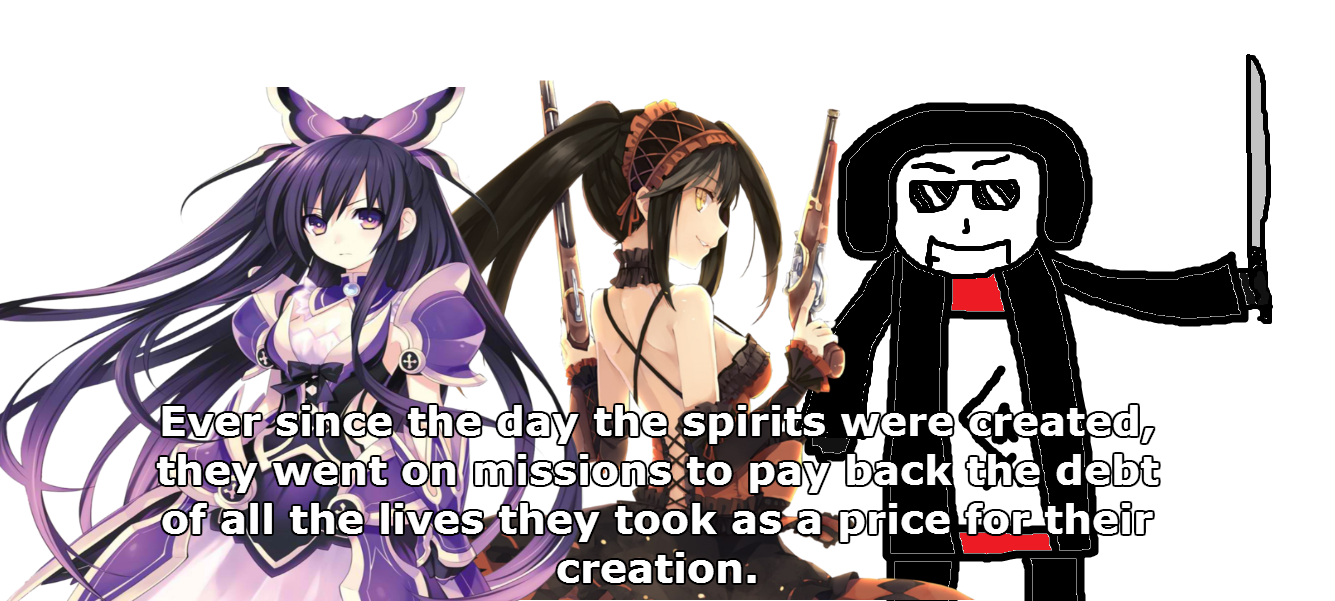 Ever since the day the spirits were created,
they went on missions to pay back the debt
of all the lives they took as a price for their
creation.